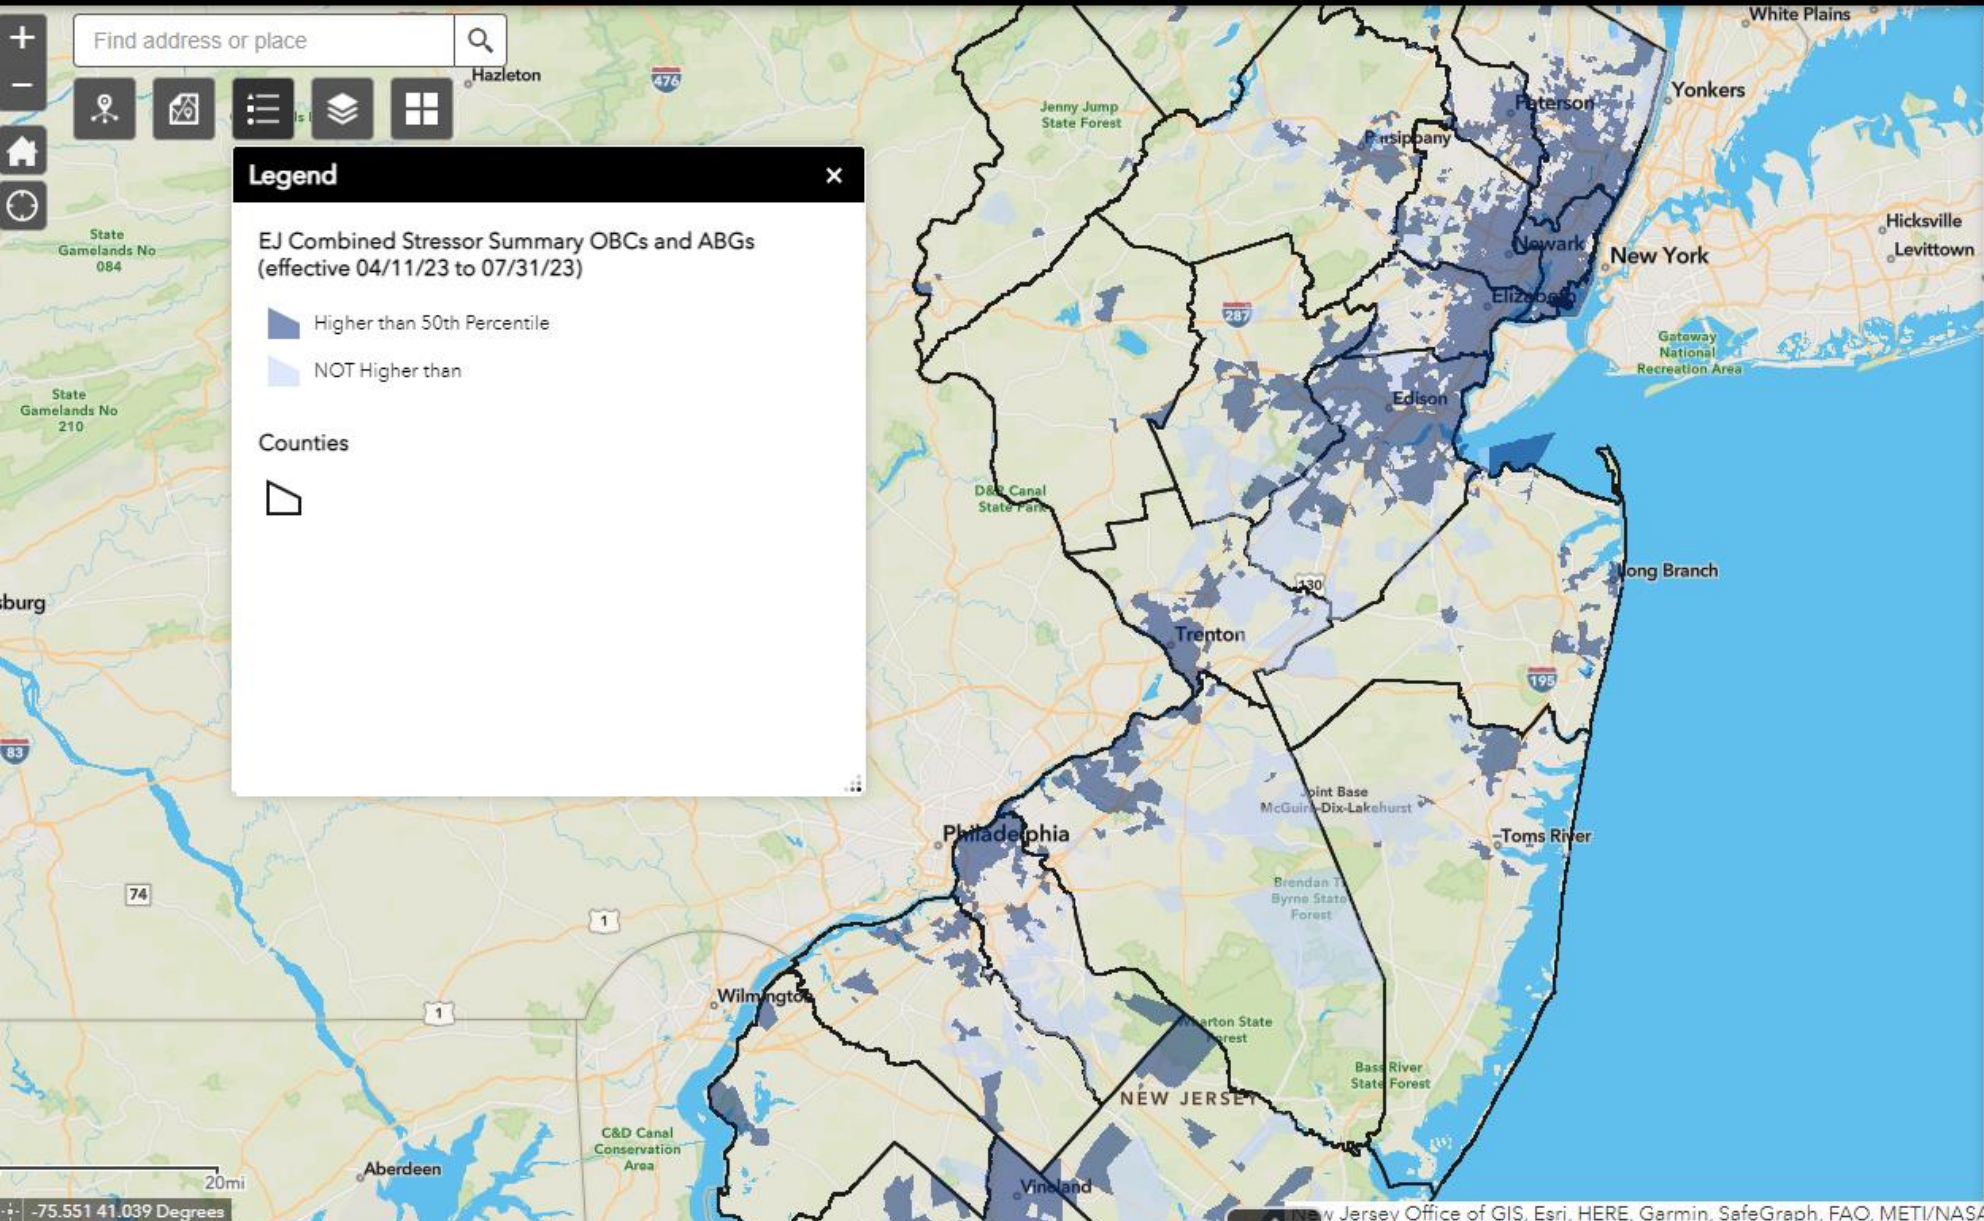 +
Find address or place
−
White Plains
Hazleton
476
Yonkers
Jenny Jump
State Forest
Paterson
Parsippany
Legend
×
State
Gamelands No
084
EJ Combined Stressor Summary OBCs and ABGs
(effective 04/11/23 to 07/31/23)
Higher than 50th Percentile
NOT Higher than
Counties
Hicksville
Levittown
Newark
New York
Elizabeth
287
Gateway
National
Recreation Area
State
Gamelands No
210
Edison
D&R Canal
State Park
130
Long Branch
sburg
Trenton
195
83
Joint Base
McGuire-Dix-Lakehurst
Philadelphia
Toms River
74
1
Brendan T.
Byrne State
Forest
Wilmington
1
Wharton State
Forest
Bass River
State Forest
NEW JERSEY
C&D Canal
Conservation
Area
Aberdeen
20mi
Vineland
-75.551 41.039 Degrees
New Jersey Office of GIS, Esri, HERE, Garmin, SafeGraph, FAO, METI/NASA